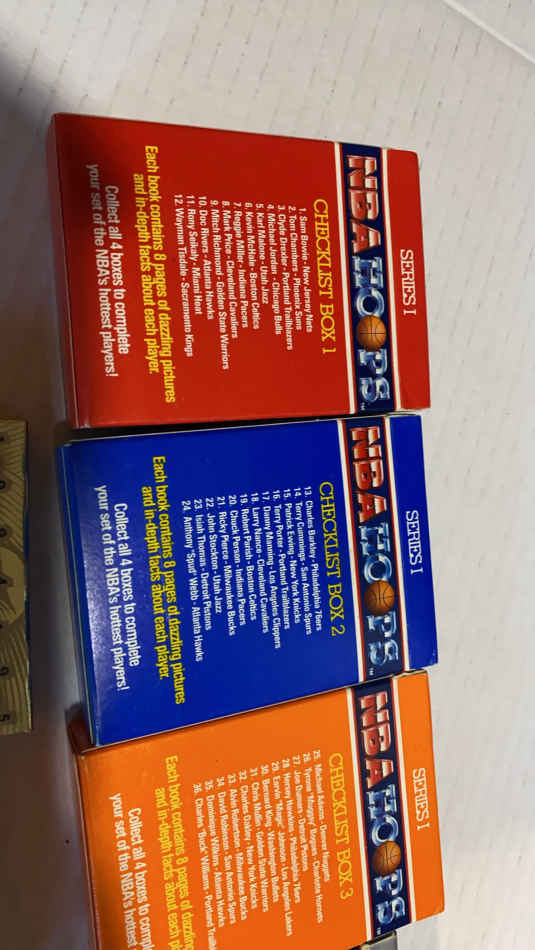 SERIES I
NBA HOOPS™
CHECKLIST BOX 1
1. Sam Bowie - New Jersey Nets
2. Tom Chambers - Phoenix Suns
3. Clyde Drexler - Portland Trailblazers
4. Michael Jordan - Chicago Bulls
5. Karl Malone - Utah Jazz
6. Kevin McHale - Boston Celtics
7. Reggie Miller - Indiana Pacers
8. Mark Price - Cleveland Cavaliers
9. Mitch Richmond - Golden State Warriors
10. Doc Rivers - Atlanta Hawks
11. Rony Seikaly - Miami Heat
12. Wayman Tisdale - Sacramento Kings
Each book contains 8 pages of dazzling pictures
and in-depth facts about each player.
Collect all 4 boxes to complete
your set of the NBA's hottest players!
SERIES I
NBA HOOPS™
CHECKLIST BOX 2
13. Charles Barkley - Philadelphia 76ers
14. Terry Cummings - San Antonio Spurs
15. Patrick Ewing - New York Knicks
16. Terry Porter - Portland Trailblazers
17. Danny Manning - Los Angeles Clippers
18. Larry Nance - Cleveland Cavaliers
19. Robert Parish - Boston Celtics
20. Chuck Person - Indiana Pacers
21. Ricky Pierce - Milwaukee Bucks
22. John Stockton - Utah Jazz
23. Isiah Thomas - Detroit Pistons
24. Anthony "Spud" Webb - Atlanta Hawks
Each book contains 8 pages of dazzling pictures
and in-depth facts about each player.
Collect all 4 boxes to complete
your set of the NBA's hottest players!
SERIES I
NBA HOOPS
CHECKLIST BOX 3
25. Michael Adams - Denver Nuggets
26. Tyrone "Muggsy" Bogues - Charlotte Hornets
27. Joe Dumars - Detroit Pistons
28. Hersey Hawkins - Philadelphia 76ers
29. Earvin "Magic" Johnson - Los Angeles Lakers
30. Bernard King - Washington Bullets
31. Chris Mullin - Golden State Warriors
32. Charles Oakley - New York Knicks
33. Alvin Robertson - Milwaukee Bucks
34. David Robinson - San Antonio Spurs
35. Dominique Wilkins - Atlanta Hawks
36. Charles "Buck" Williams - Portland Trailb
Each book contains 8 pages of dazzling
and in-depth facts about each pl
Collect all 4 boxes to compl
your set of the NBA's hottest